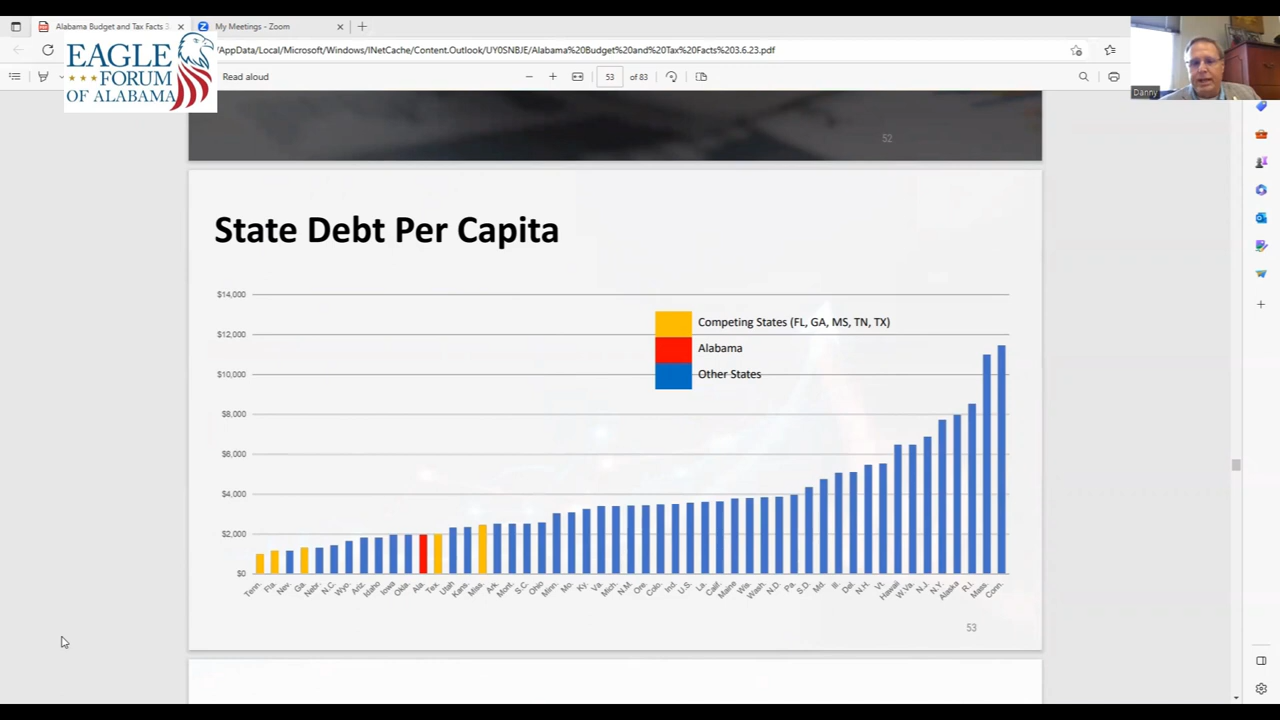 Alabama Budget and Tax Facts 3.
My Meetings - Zoom
/AppData/Local/Microsoft/Windows/INetCache/Content.Outlook/UY0SNBJE/Alabama%20Budget%20and%20Tax%20Facts%203.6.23.pdf
EAGLE
FORUM
OF ALABAMA
Read aloud
53 of 83
Danny
52
State Debt Per Capita
$14,000
$12,000
$10,000
$8,000
$6,000
$4,000
$2,000
$0
Competing States (FL, GA, MS, TN, TX)
Alabama
Other States
Tenn. Fla. Nev. Ga. Nebr. N.C. Wyo. Ariz. Idaho Iowa Okla. Ala. Tex. Utah Kans. Miss. Ark. Mont. S.C. Ohio Minn. Mo. Ky. Va. Mich. N.M. Ore. Colo. Ind. U.S. La. Calif. Maine Wis. Wash. N.D. Pa. S.D. Md. Ill. Del. N.H. Vt. Hawaii W.Va. N.J. N.Y. Alaska R.I. Mass. Conn.
53